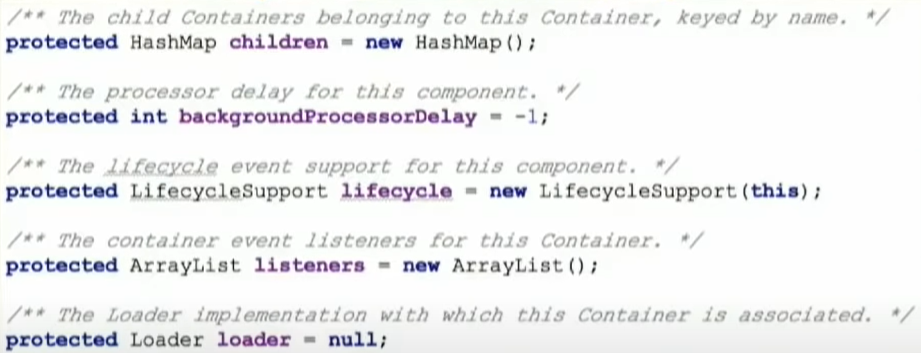 /** The child Containers belonging to this Container, keyed by name. */
protected HashMap children = new HashMap();
/** The processor delay for this component. */
protected int backgroundProcessorDelay = -1;
/** The lifecycle event support for this component. */
protected LifecycleSupport lifecycle = new LifecycleSupport(this);
/** The container event listeners for this Container. */
protected ArrayList listeners = new ArrayList();
/** The Loader implementation with which this Container is associated. */
protected Loader loader = null;